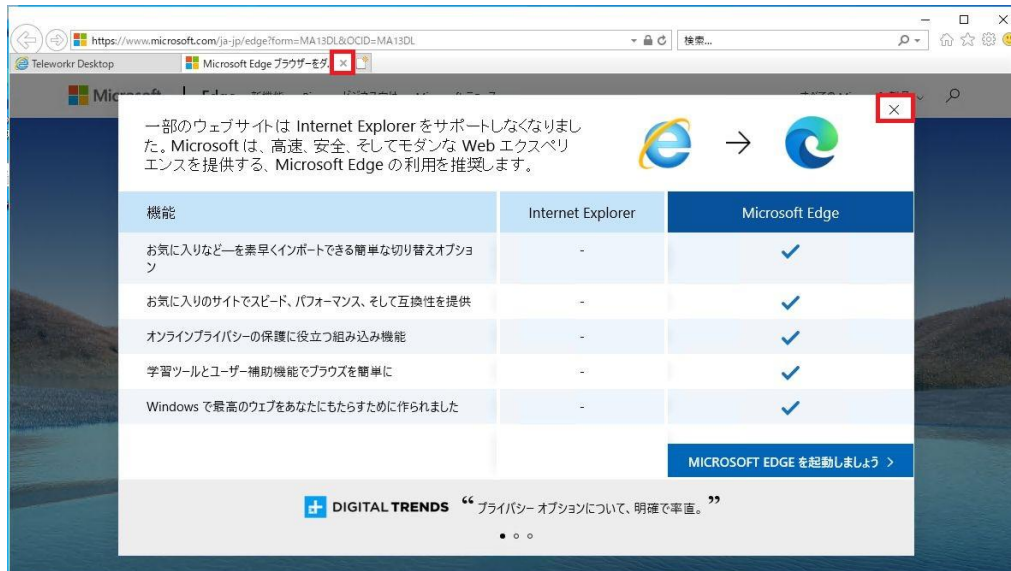 https://www.microsoft.com/ja-jp/edge?form=MA13DL&OCID=MA13DL
検索...
Teleworkr Desktop
Microsoft Edge ブラウザーをダ...
一部のウェブサイトは Internet Explorer をサポートしなくなりまし
た。Microsoft は、高速、安全、そしてモダンな Web エクスペリ
エンスを提供する、Microsoft Edge の利用を推奨します。
機能 Internet Explorer Microsoft Edge
お気に入りなど—を素早くインポートできる簡単な切り替えオプショ
ン
-
お気に入りのサイトでスピード、パフォーマンス、そして互換性を提供 -
オンラインプライバシーの保護に役立つ組み込み機能 -
学習ツールとユーザー補助機能でブラウズを簡単に -
Windows で最高のウェブをあなたにもたらすために作られました -
MICROSOFT EDGE を起動しましょう >
DIGITAL TRENDS “プライバシー オプションについて、明確で率直。”